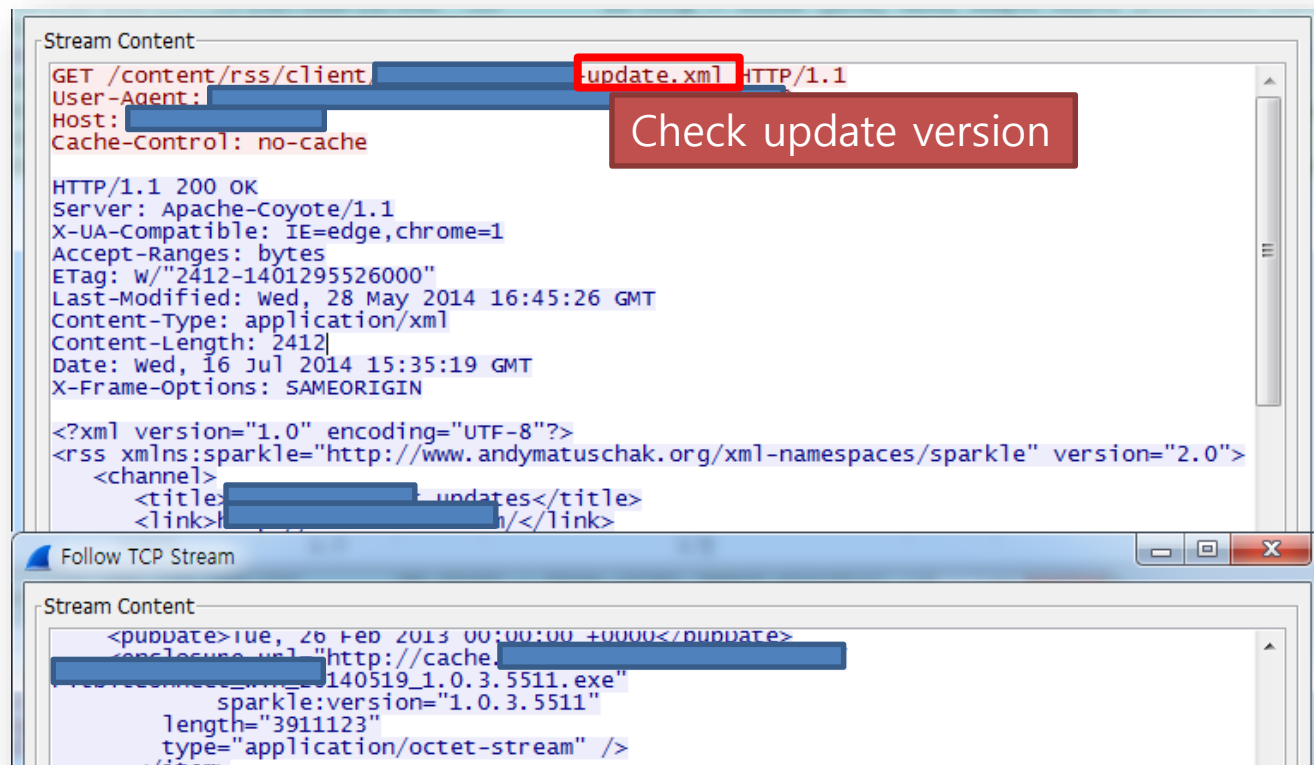 Stream Content
GET /content/rss/client/ -update.xml HTTP/1.1
User-Agent:
Host:
Cache-Control: no-cache
Check update version
HTTP/1.1 200 OK
Server: Apache-Coyote/1.1
X-UA-Compatible: IE=edge,chrome=1
Accept-Ranges: bytes
ETag: W/"2412-1401295526000"
Last-Modified: Wed, 28 May 2014 16:45:26 GMT
Content-Type: application/xml
Content-Length: 2412
Date: Wed, 16 Jul 2014 15:35:19 GMT
X-Frame-Options: SAMEORIGIN
<?xml version="1.0" encoding="UTF-8"?>
<rss xmlns:sparkle="http://www.andymatuschak.org/xml-namespaces/sparkle" version="2.0">
<channel>
<title> updates</title>
<link> /</link>
Follow TCP Stream
Stream Content
<pubDate>Tue, 26 Feb 2013 00:00:00 +0000</pubDate>
<enclosure url="http://cache.
20140519_1.0.3.5511.exe"
sparkle:version="1.0.3.5511"
length="3911123"
type="application/octet-stream" />
</item>